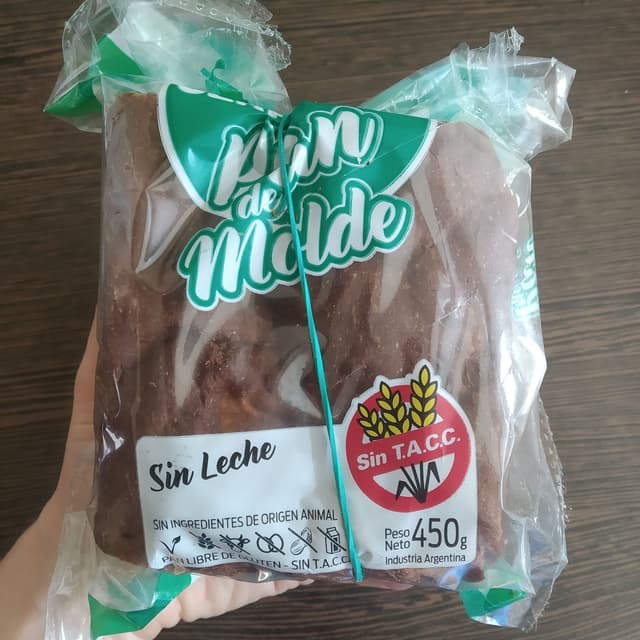 Pan
de
Molde
Sin Leche
SIN INGREDIENTES DE ORIGEN ANIMAL
PAN LIBRE DE GLUTEN - SIN T.A.C.C.
Sin T.A.C.C.
Peso
Neto 450g
Industria Argentina